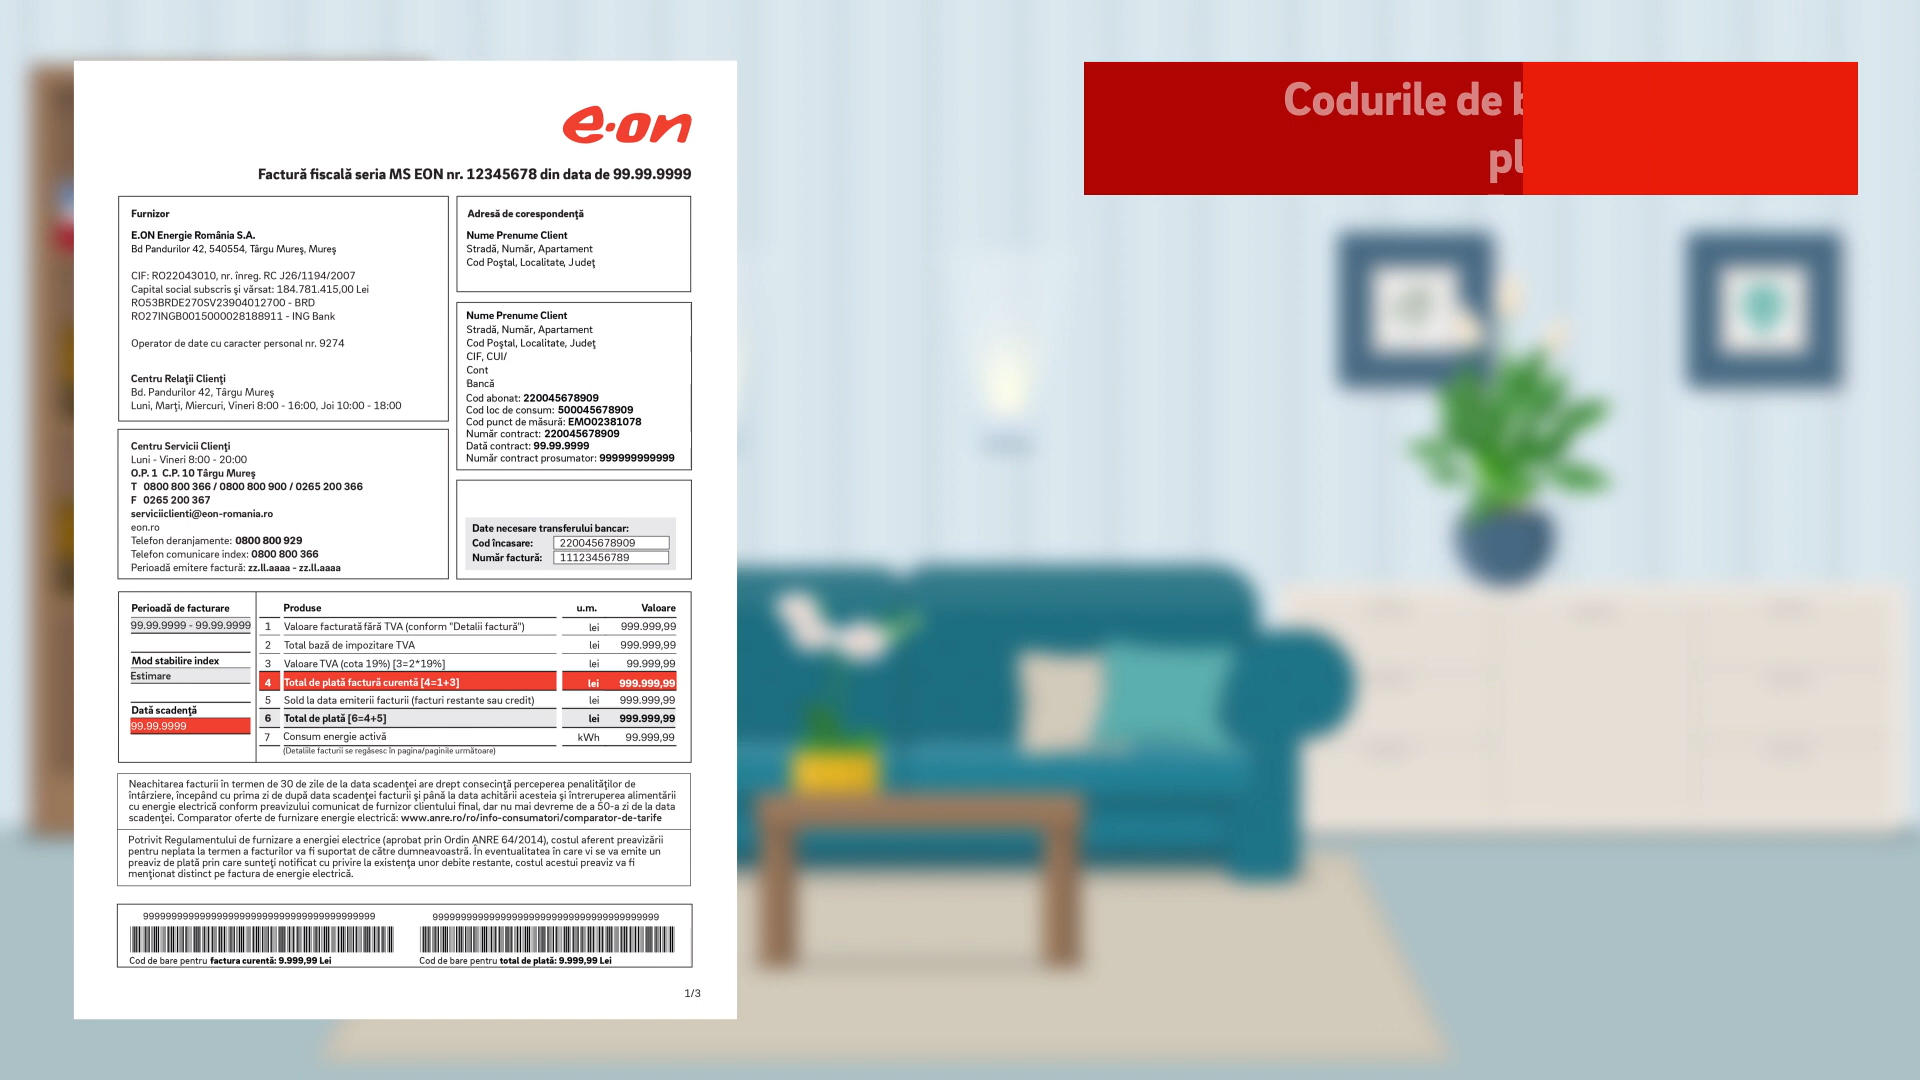 e·on
Factură fiscală seria MS EON nr. 12345678 din data de 99.99.9999
Furnizor
E.ON Energie România S.A.
Bd Pandurilor 42, 540554, Târgu Mureş, Mureş
CIF: RO22043010, nr. înreg. RC J26/1194/2007
Capital social subscris şi vărsat: 184.781.415,00 Lei
RO53BRDE270SV23904012700 - BRD
RO27INGB0015000028188911 - ING Bank
Operator de date cu caracter personal nr. 9274
Centru Relaţii Clienţi
Bd. Pandurilor 42, Târgu Mureş
Luni, Marţi, Miercuri, Vineri 8:00 - 16:00, Joi 10:00 - 18:00
Adresă de corespondenţă
Nume Prenume Client
Stradă, Număr, Apartament
Cod Poştal, Localitate, Judeţ
Nume Prenume Client
Stradă, Număr, Apartament
Cod Poştal, Localitate, Judeţ
CIF, CUI/
Cont
Bancă
Cod abonat: 220045678909
Cod loc de consum: 500045678909
Cod punct de măsură: EMO02381078
Număr contract: 220045678909
Dată contract: 99.99.9999
Număr contract prosumator: 999999999999
Centru Servicii Clienţi
Luni - Vineri 8:00 - 20:00
O.P. 1 C.P. 10 Târgu Mureş
T 0800 800 366 / 0800 800 900 / 0265 200 366
F 0265 200 367
serviciiclienti@eon-romania.ro
eon.ro
Telefon deranjamente: 0800 800 929
Telefon comunicare index: 0800 800 366
Perioadă emitere factură: zz.ll.aaaa - zz.ll.aaaa
Date necesare transferului bancar:
Cod încasare: 220045678909
Număr factură: 11123456789
Perioadă de facturare
99.99.9999 - 99.99.9999
Mod stabilire index
Estimare
Dată scadenţă
99.99.9999
Produse u.m. Valoare
1 Valoare facturată fără TVA (conform "Detalii factură") lei 999.999,99
2 Total bază de impozitare TVA lei 999.999,99
3 Valoare TVA (cota 19%) [3=2*19%] lei 99.999,99
4 Total de plată factură curentă [4=1+3] lei 999.999,99
5 Sold la data emiterii facturii (facturi restante sau credit) lei 999.999,99
6 Total de plată [6=4+5] lei 999.999,99
7 Consum energie activă kWh 99.999,99
(Detaliile facturii se regăsesc în pagina/paginile următoare)
Neachitarea facturii în termen de 30 de zile de la data scadenţei are drept consecinţă perceperea penalităţilor de
întârziere, începând cu prima zi de după data scadenţei facturii şi până la data achitării acesteia şi întreruperea alimentării
cu energie electrică conform preavizului comunicat de furnizor clientului final, dar nu mai devreme de a 50-a zi de la data
scadenţei. Comparator oferte de furnizare energie electrică: www.anre.ro/ro/info-consumatori/comparator-de-tarife
Potrivit Regulamentului de furnizare a energiei electrice (aprobat prin Ordin ANRE 64/2014), costul aferent preavizării
pentru neplata la termen a facturilor va fi suportat de către dumneavoastră. În eventualitatea în care vi se va emite un
preaviz de plată prin care sunteţi notificat cu privire la existenţa unor debite restante, costul acestui preaviz va fi
menţionat distinct pe factura de energie electrică.
Cod de bare pentru factura curentă: 9.999,99 Lei
Cod de bare pentru total de plată: 9.999,99 Lei
1/3
Codurile de